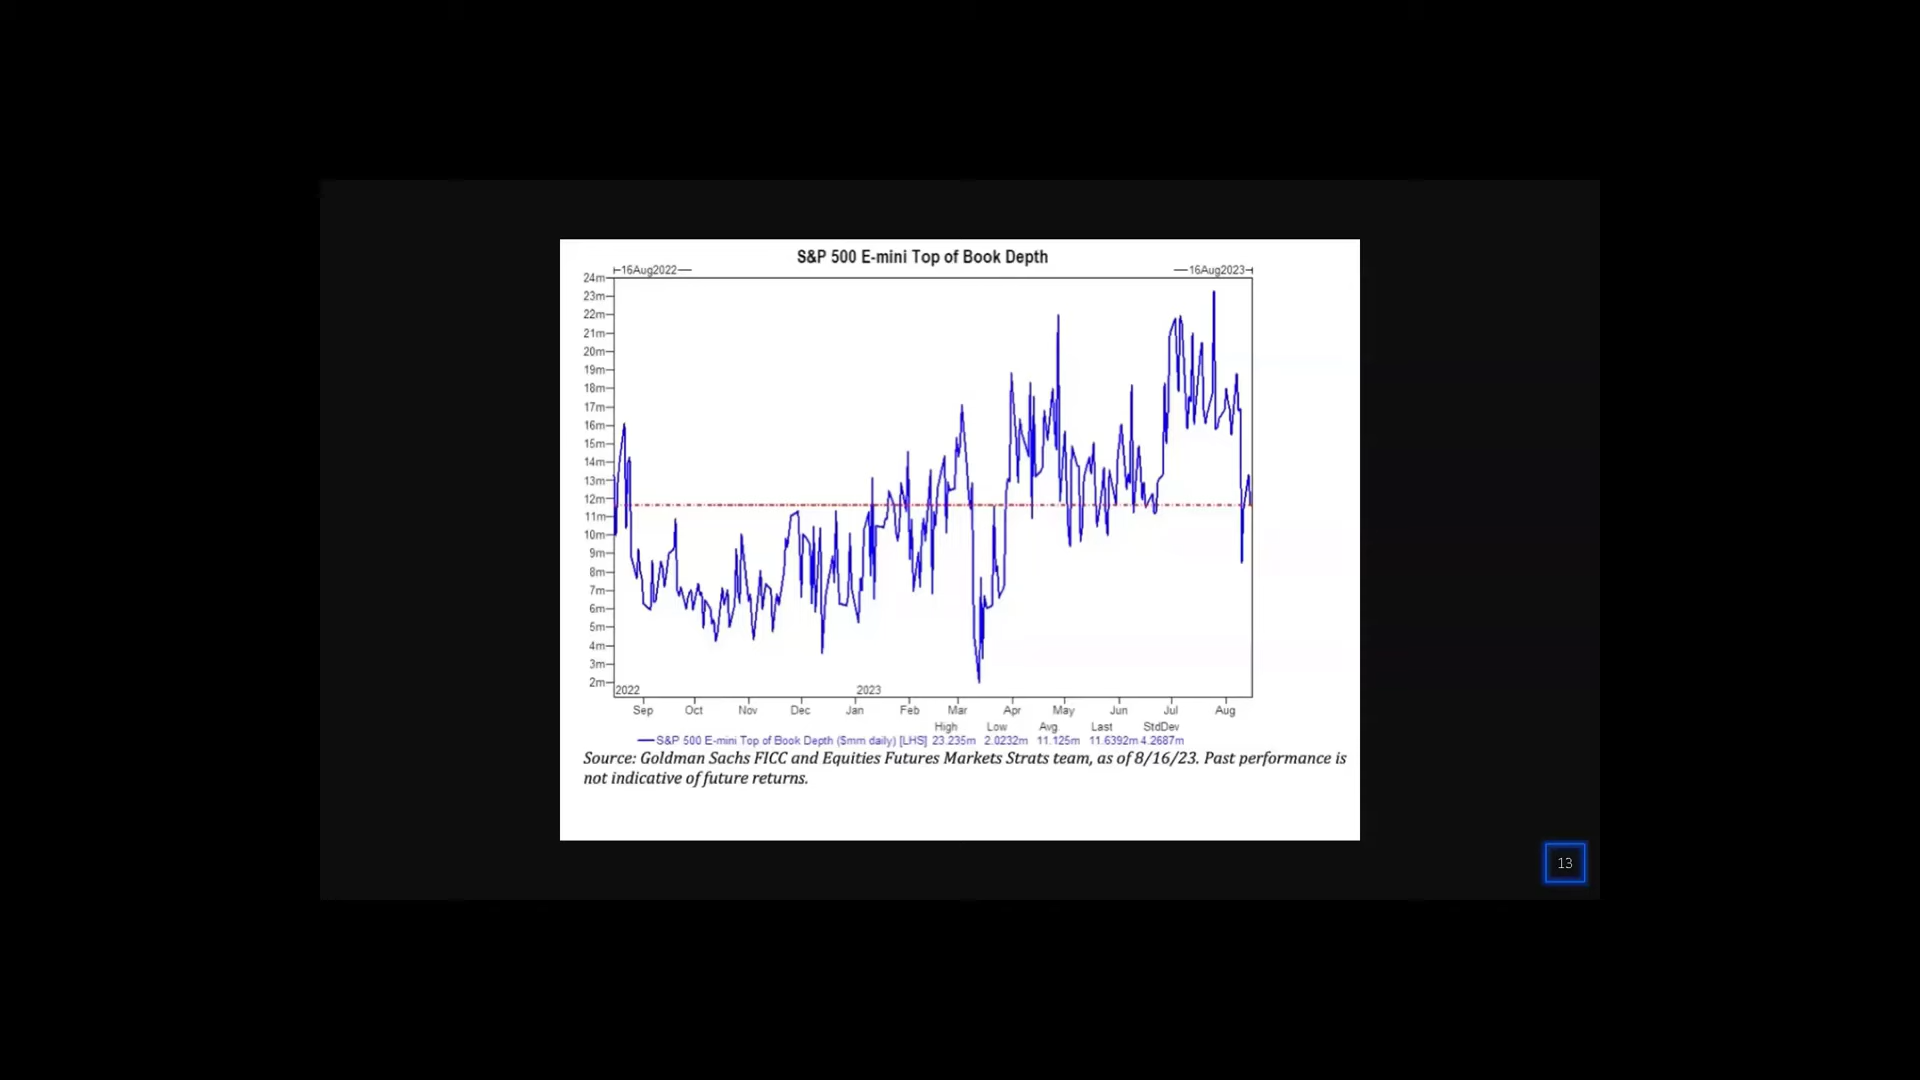 S&P 500 E-mini Top of Book Depth
16Aug2022
16Aug2023
24m
23m
22m
21m
20m
19m
18m
17m
16m
15m
14m
13m
12m
11m
10m
9m
8m
7m
6m
5m
4m
3m
2m
2022
2023
Sep Oct Nov Dec Jan Feb Mar Apr May Jun Jul Aug
High Low Avg. Last StdDev
S&P 500 E-mini Top of Book Depth ($mm daily) [LHS] 23.235m 2.0232m 11.125m 11.6392m 4.2687m
Source: Goldman Sachs FICC and Equities Futures Markets Strats team, as of 8/16/23. Past performance is
not indicative of future returns.
13